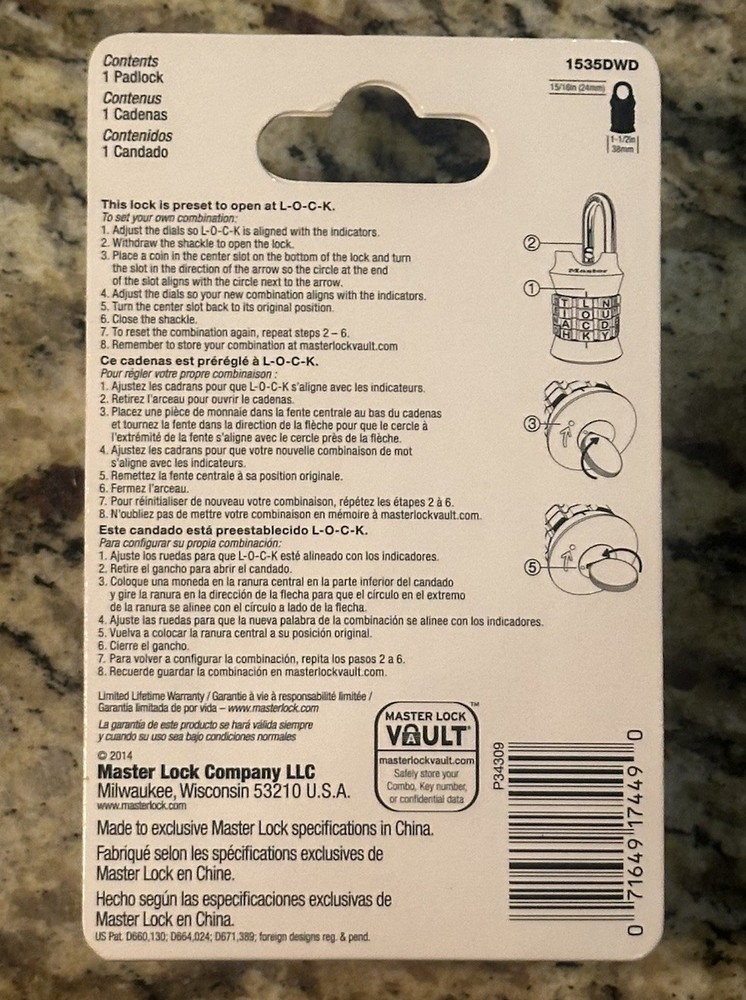 Contents
1 Padlock
Contenus
1 Cadenas
Contenidos
1 Candado
1535DWD
15/16in (24mm)
1-1/2in
38mm
This lock is preset to open at L-O-C-K.
To set your own combination:
1. Adjust the dials so L-O-C-K is aligned with the indicators.
2. Withdraw the shackle to open the lock.
3. Place a coin in the center slot on the bottom of the lock and turn
the slot in the direction of the arrow so the circle at the end
of the slot aligns with the circle next to the arrow.
4. Adjust the dials so your new combination aligns with the indicators.
5. Turn the center slot back to its original position.
6. Close the shackle.
7. To reset the combination again, repeat steps 2 – 6.
8. Remember to store your combination at masterlockvault.com
Ce cadenas est préréglé à L-O-C-K.
Pour régler votre propre combinaison :
1. Ajustez les cadrans pour que L-O-C-K s'aligne avec les indicateurs.
2. Retirez l'arceau pour ouvrir le cadenas.
3. Placez une pièce de monnaie dans la fente centrale au bas du cadenas
et tournez la fente dans la direction de la flèche pour que le cercle à
l'extrémité de la fente s'aligne avec le cercle près de la flèche.
4. Ajustez les cadrans pour que votre nouvelle combinaison de mot
s'aligne avec les indicateurs.
5. Remettez la fente centrale à sa position originale.
6. Fermez l'arceau.
7. Pour réinitialiser de nouveau votre combinaison, répétez les étapes 2 à 6.
8. N'oubliez pas de mettre votre combinaison en mémoire à masterlockvault.com.
Este candado está preestablecido L-O-C-K.
Para configurar su propia combinación:
1. Ajuste los ruedas para que L-O-C-K esté alineado con los indicadores.
2. Retire el gancho para abrir el candado.
3. Coloque una moneda en la ranura central en la parte inferior del candado
y gire la ranura en la dirección de la flecha para que el círculo en el extremo
de la ranura se alinee con el círculo a lado de la flecha.
4. Ajuste las ruedas para que la nueva palabra de la combinación se alinee con los indicadores.
5. Vuelva a colocar la ranura central a su posición original.
6. Cierre el gancho.
7. Para volver a configurar la combinación, repita los pasos 2 a 6.
8. Recuerde guardar la combinación en masterlockvault.com.
2
Master
1
T L N
I O U
A C D
H K Y
3
5
Limited Lifetime Warranty / Garantie à vie à responsabilité limitée /
Garantía limitada de por vida – www.masterlock.com
La garantía de este producto se hará válida siempre
y cuando su uso sea bajo condiciones normales
© 2014
Master Lock Company LLC
Milwaukee, Wisconsin 53210 U.S.A.
www.masterlock.com
MASTER LOCK™
VAULT®
masterlockvault.com
Safely store your
Combo, Key number,
or confidential data
P34309
0 71649 17449 0
Made to exclusive Master Lock specifications in China.
Fabriqué selon les spécifications exclusives de
Master Lock en Chine.
Hecho según las especificaciones exclusivas de
Master Lock en China.
US Pat. D660,130; D664,024; D671,389; foreign designs reg. & pend.